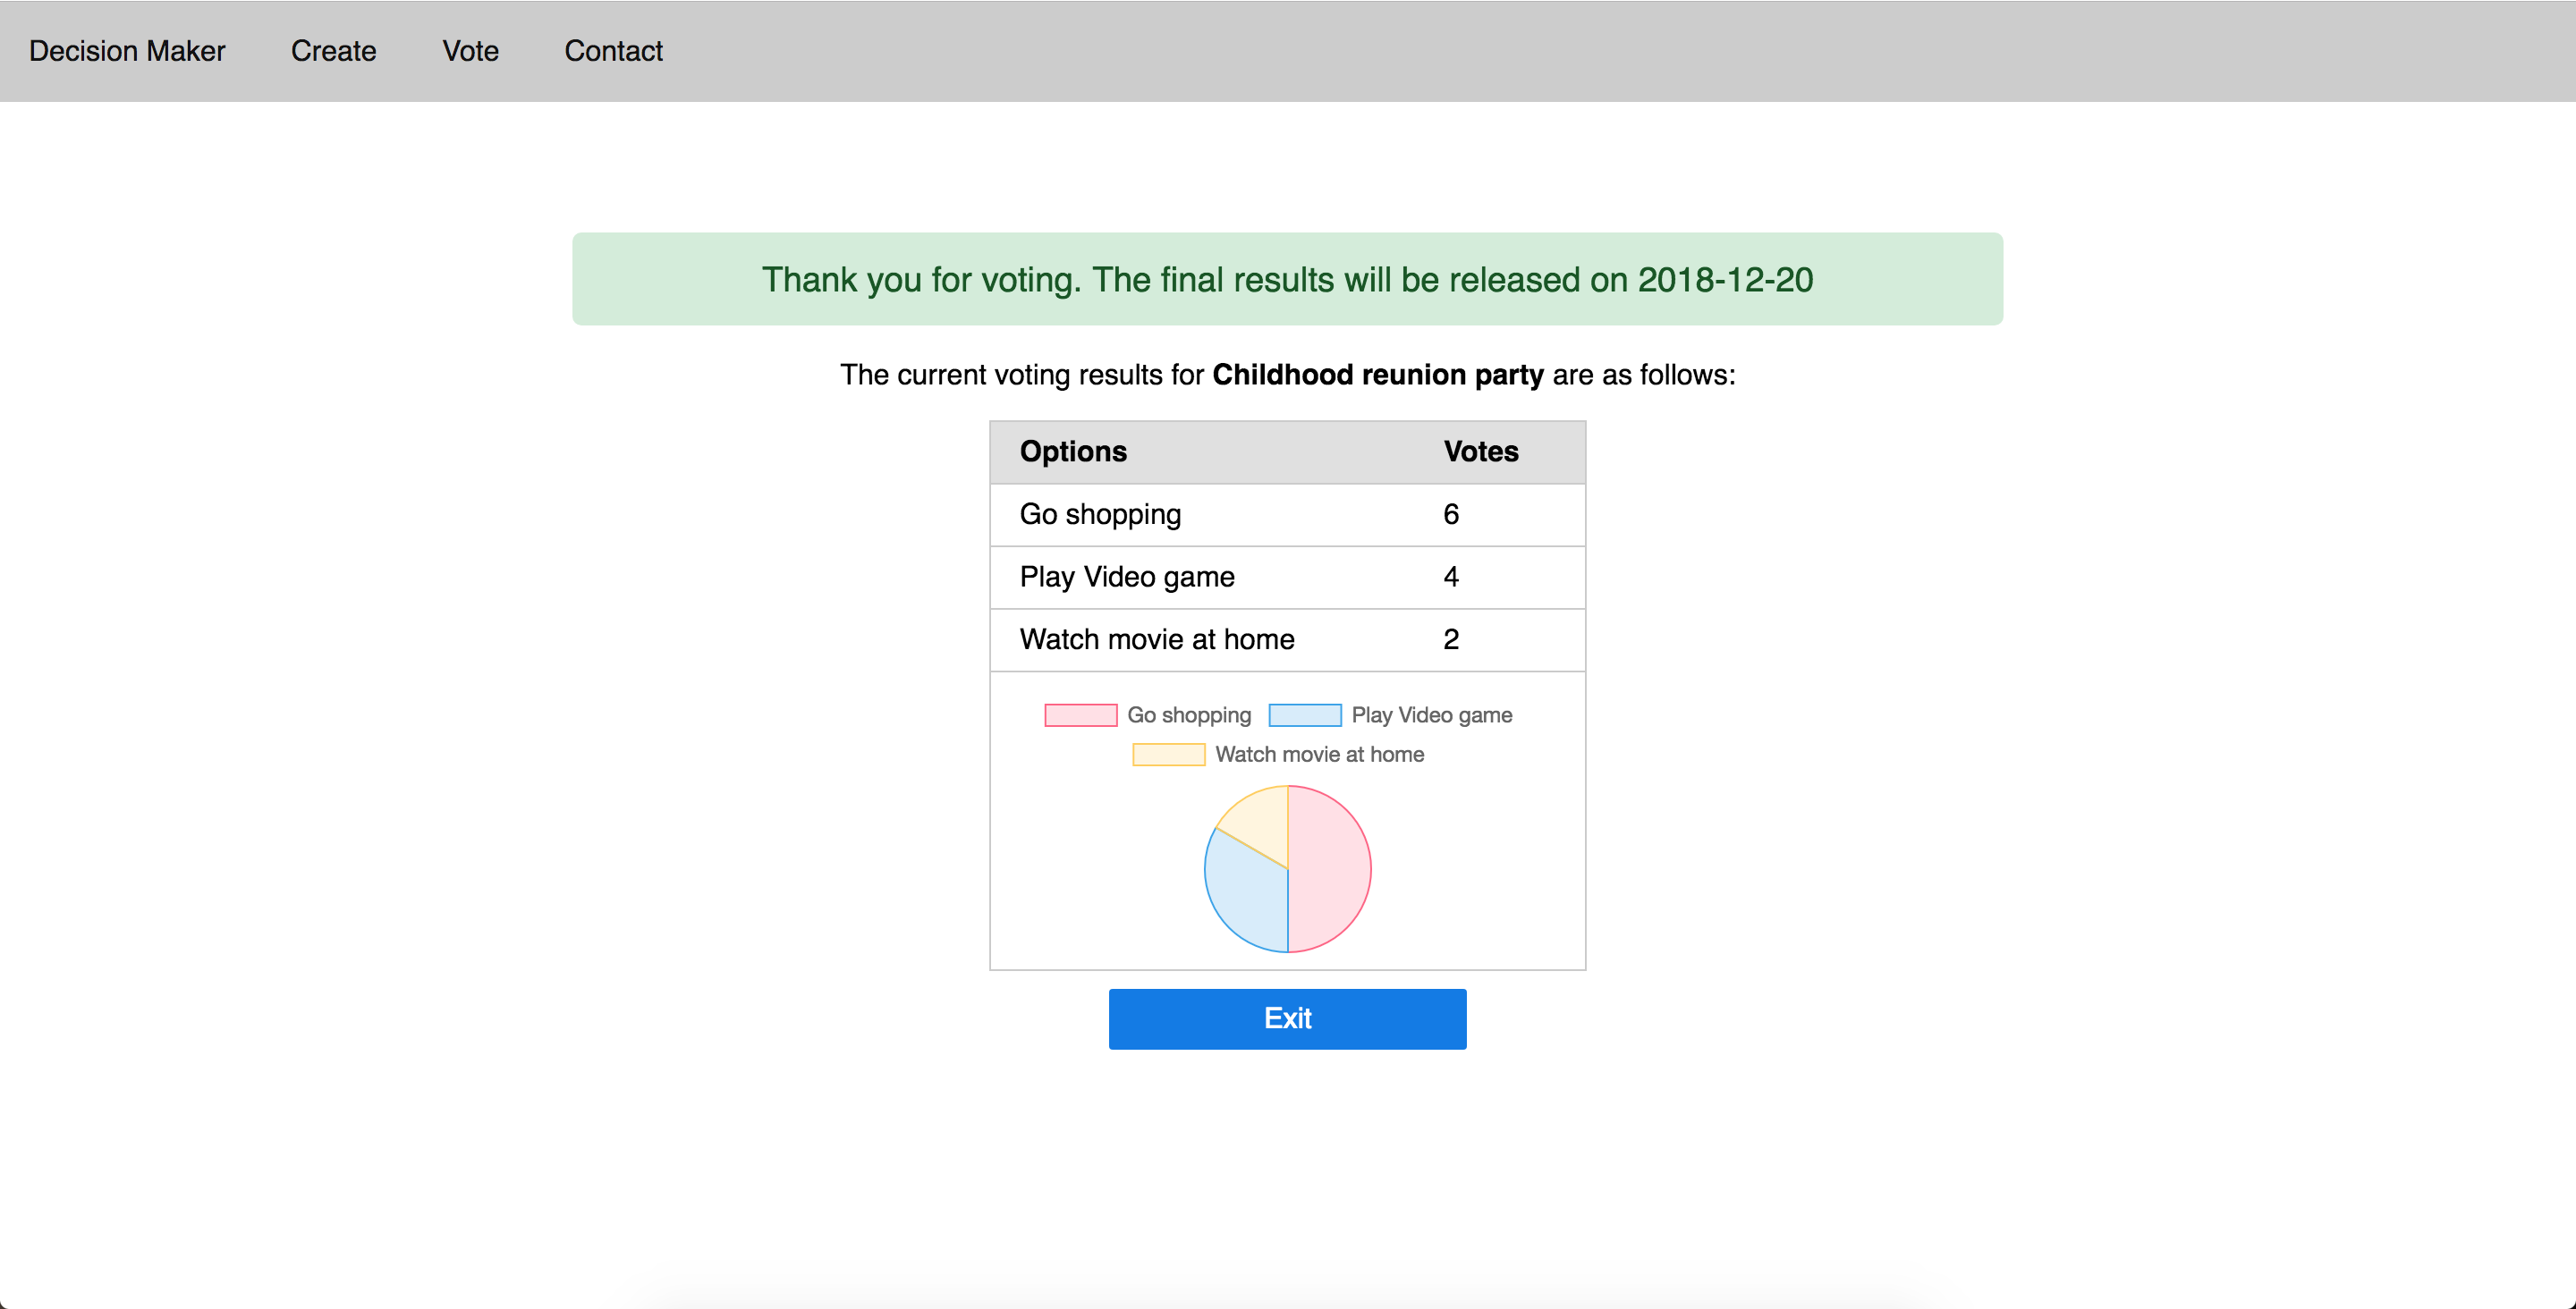 Decision Maker Create Vote Contact
Thank you for voting. The final results will be released on 2018-12-20
The current voting results for Childhood reunion party are as follows:
Options Votes
Go shopping 6
Play Video game 4
Watch movie at home 2
Go shopping Play Video game
Watch movie at home
Exit